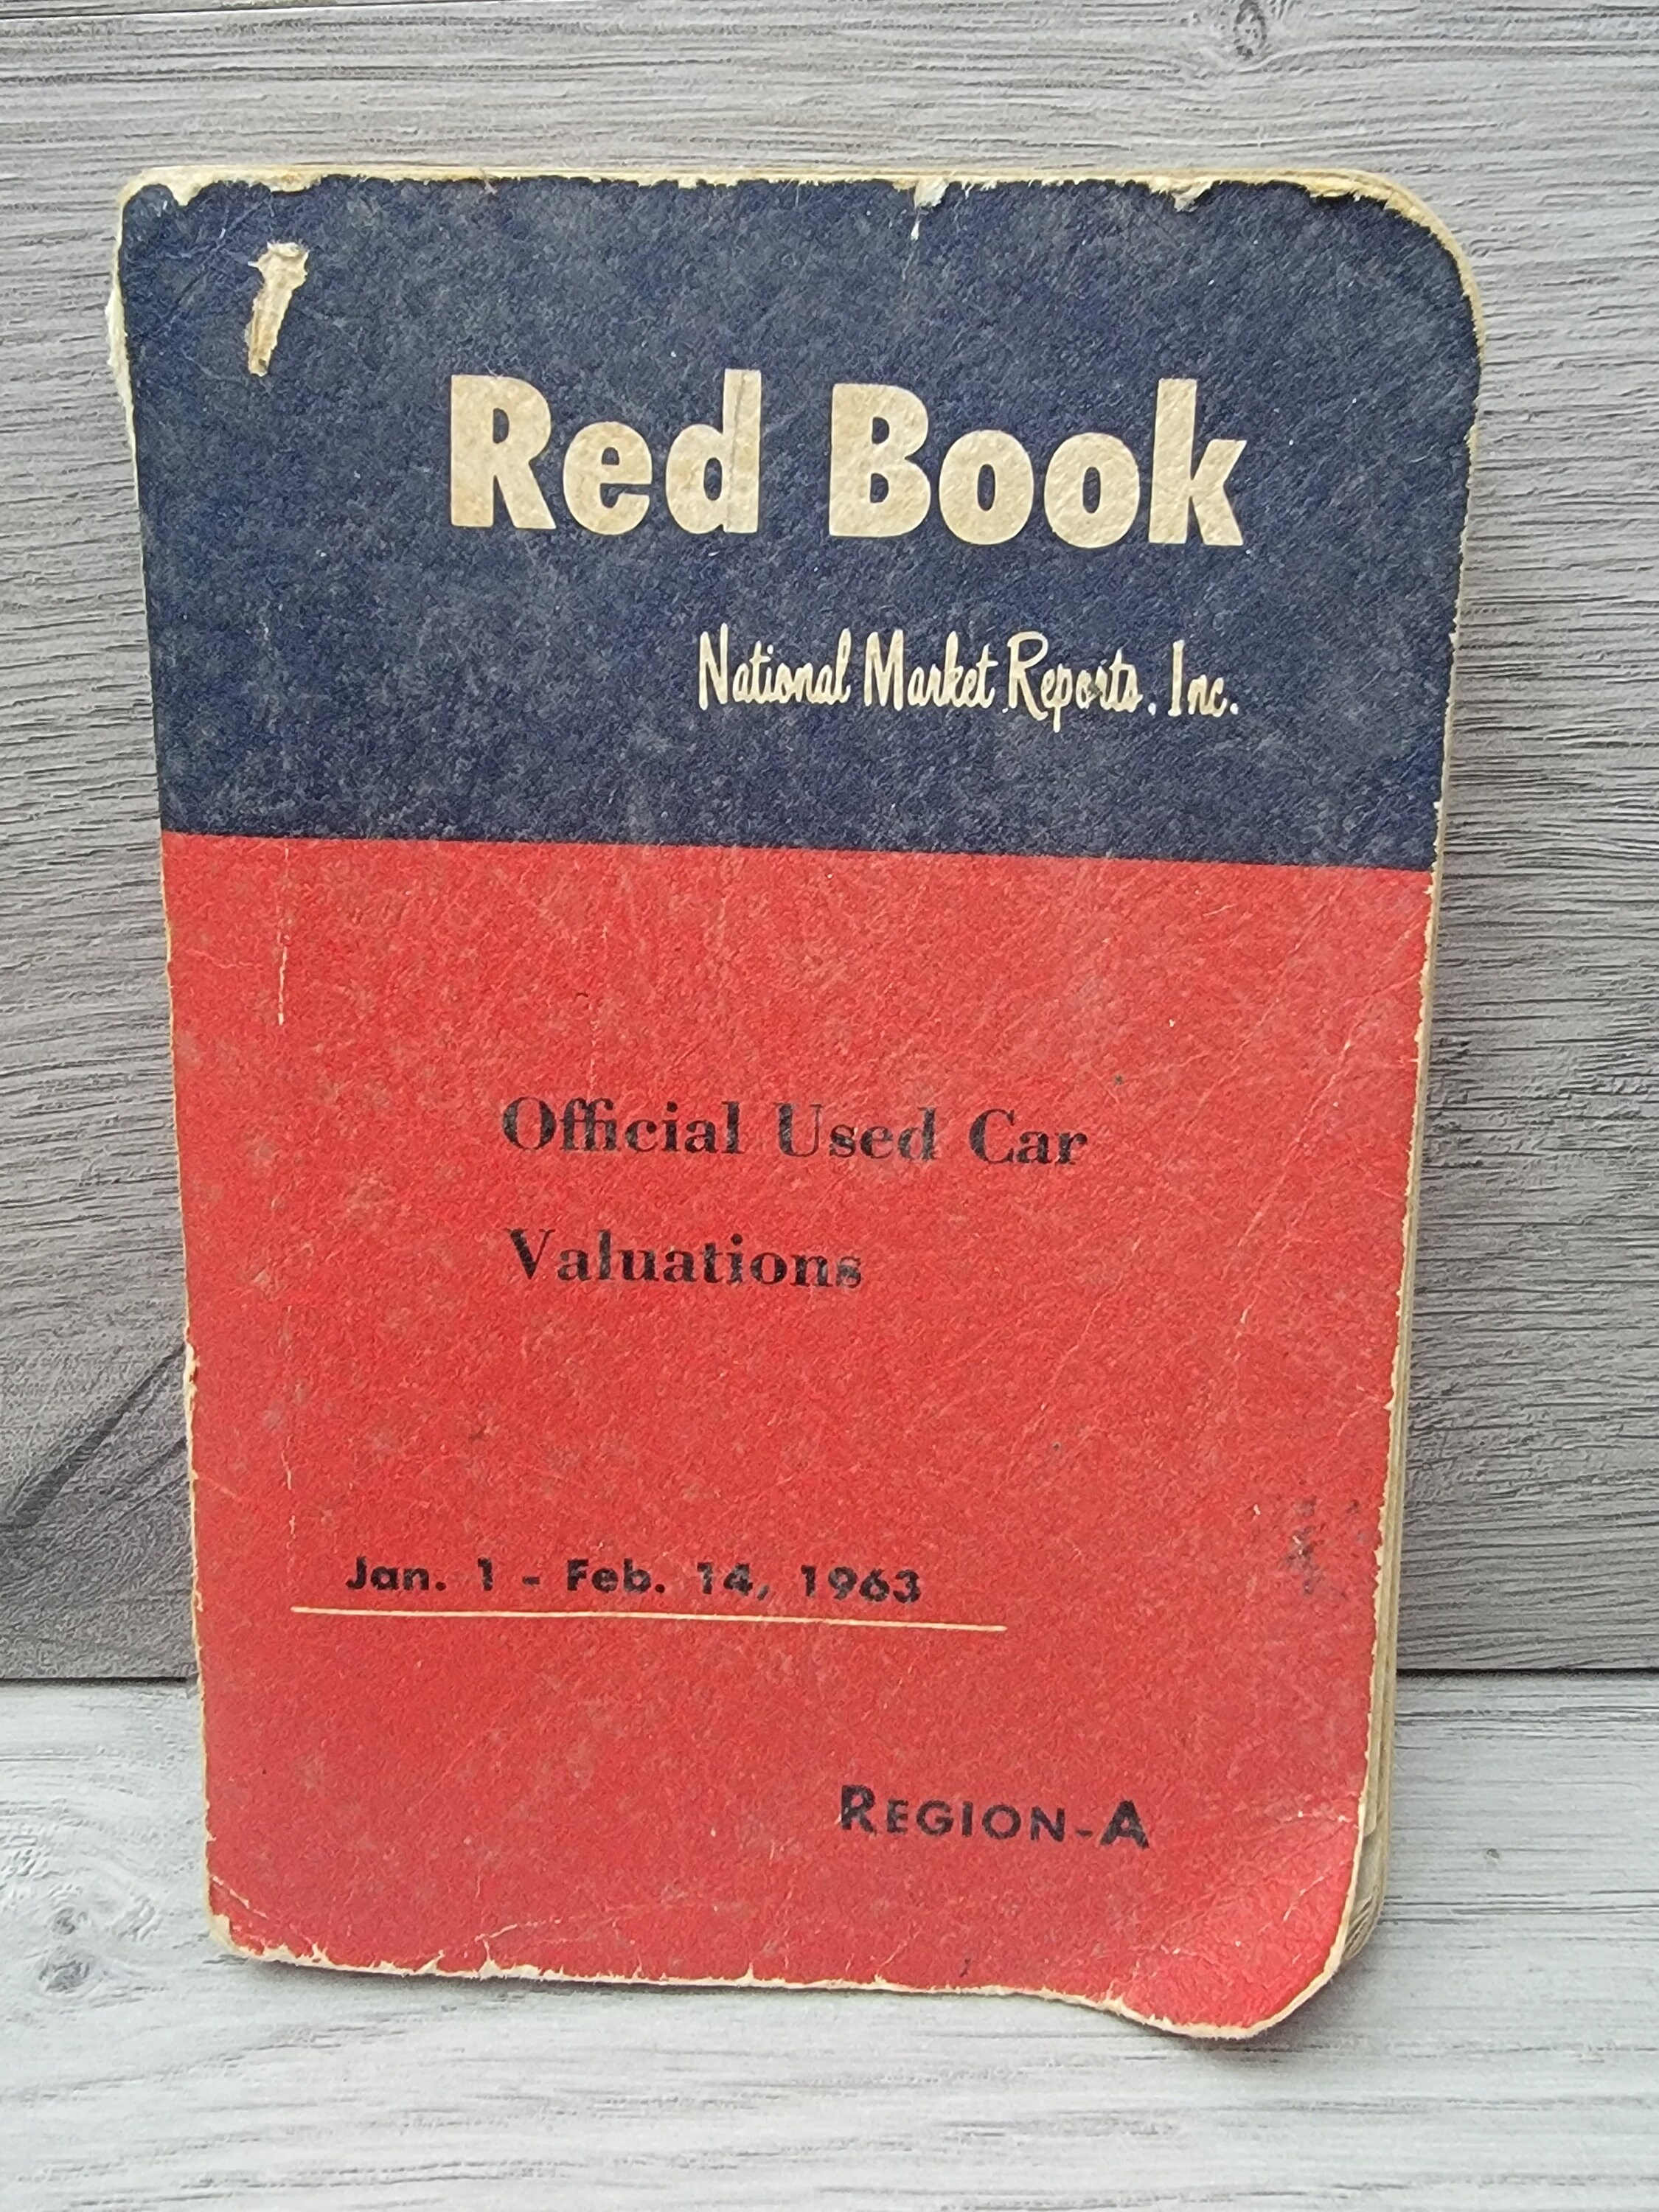 Red Book
National Market Reports, Inc.
Official Used Car
Valuations
Jan. 1 - Feb. 14, 1963
REGION-A